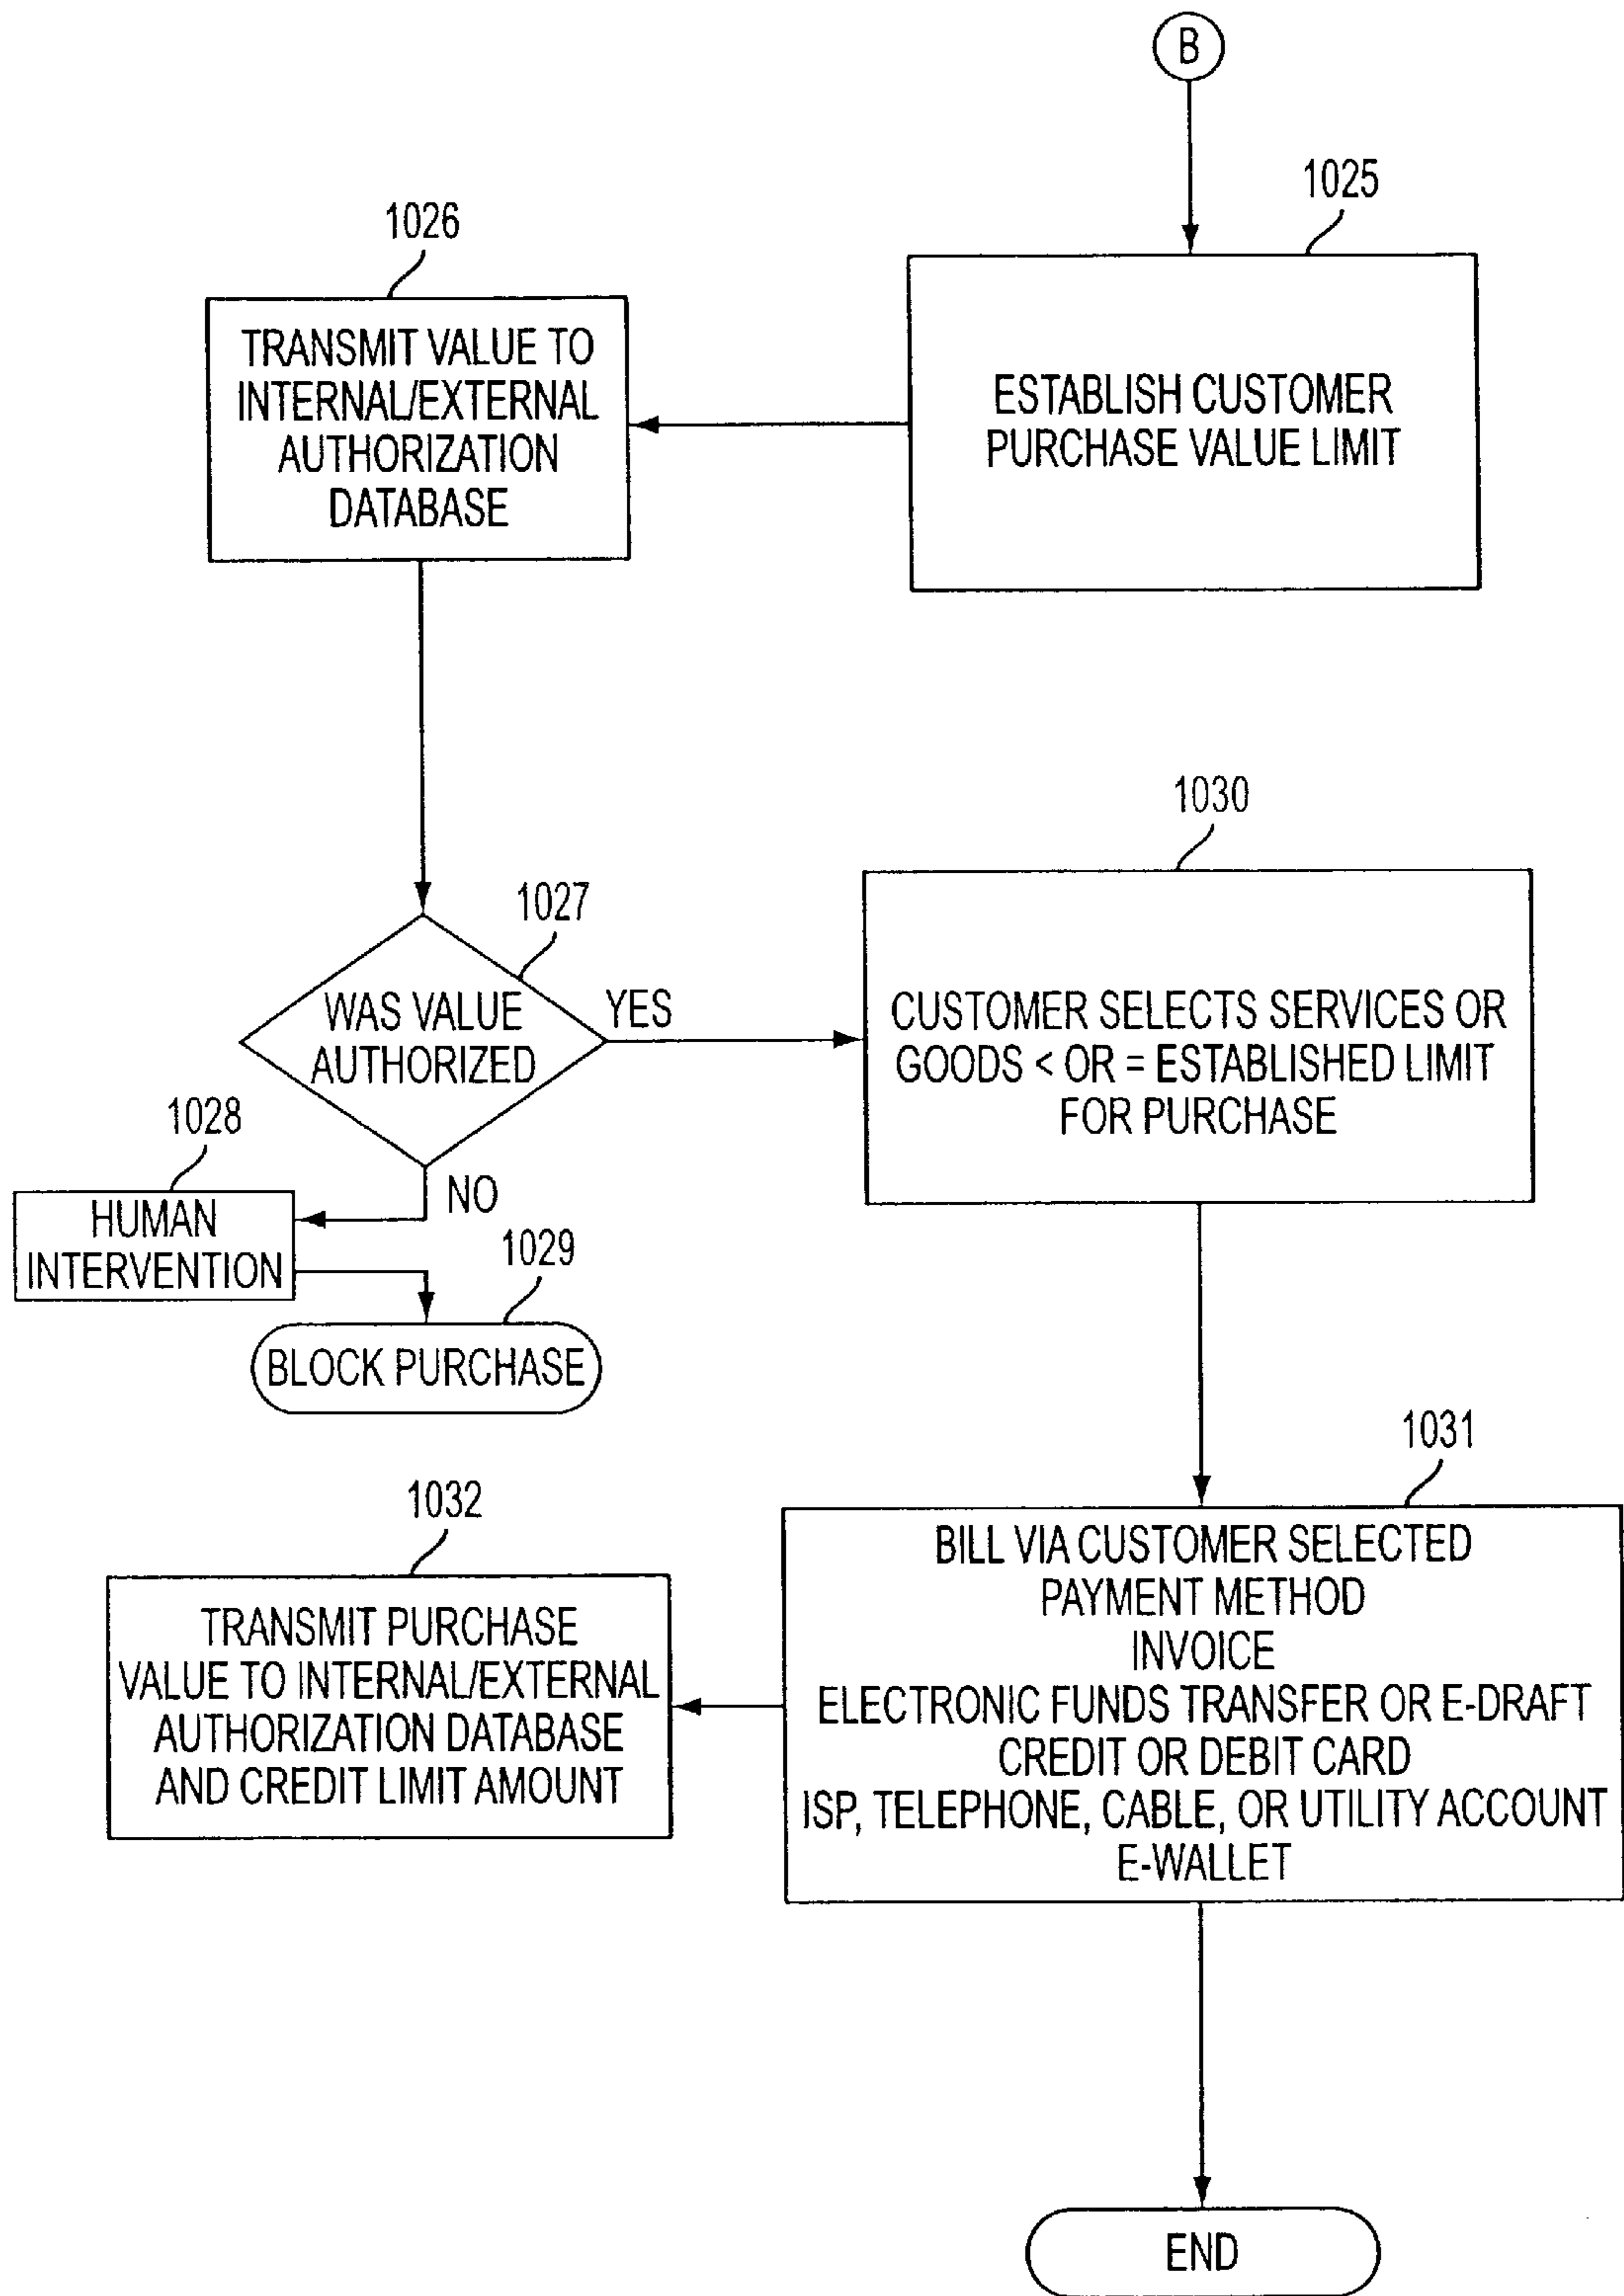 B
1025
ESTABLISH CUSTOMER
PURCHASE VALUE LIMIT
1026
TRANSMIT VALUE TO
INTERNAL/EXTERNAL
AUTHORIZATION
DATABASE
1027
WAS VALUE
AUTHORIZED
YES
NO
1028
HUMAN
INTERVENTION
1029
BLOCK PURCHASE
1030
CUSTOMER SELECTS SERVICES OR
GOODS < OR = ESTABLISHED LIMIT
FOR PURCHASE
1031
BILL VIA CUSTOMER SELECTED
PAYMENT METHOD
INVOICE
ELECTRONIC FUNDS TRANSFER OR E-DRAFT
CREDIT OR DEBIT CARD
ISP, TELEPHONE, CABLE, OR UTILITY ACCOUNT
E-WALLET
1032
TRANSMIT PURCHASE
VALUE TO INTERNAL/EXTERNAL
AUTHORIZATION DATABASE
AND CREDIT LIMIT AMOUNT
END